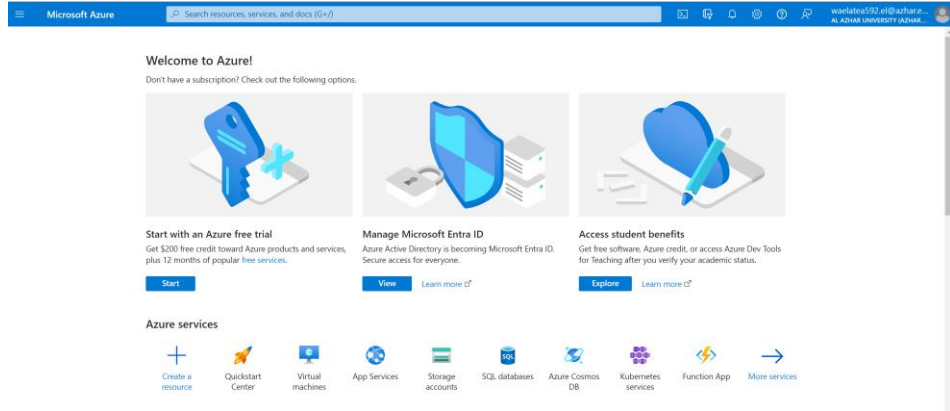 Microsoft Azure
Search resources, services, and docs (G+/)
waelatea592.el@azhar.e...
AL AZHAR UNIVERSITY (AZHAR....
Welcome to Azure!
Don't have a subscription? Check out the following options.
Start with an Azure free trial
Get $200 free credit toward Azure products and services,
plus 12 months of popular free services.
Start
Manage Microsoft Entra ID
Azure Active Directory is becoming Microsoft Entra ID.
Secure access for everyone.
View
Learn more
Access student benefits
Get free software, Azure credit, or access Azure Dev Tools
for Teaching after you verify your academic status.
Explore
Learn more
Azure services
Create a
resource
Quickstart
Center
Virtual
machines
App Services
Storage
accounts
SQL
SQL databases
Azure Cosmos
DB
Kubernetes
services
Function App
More services